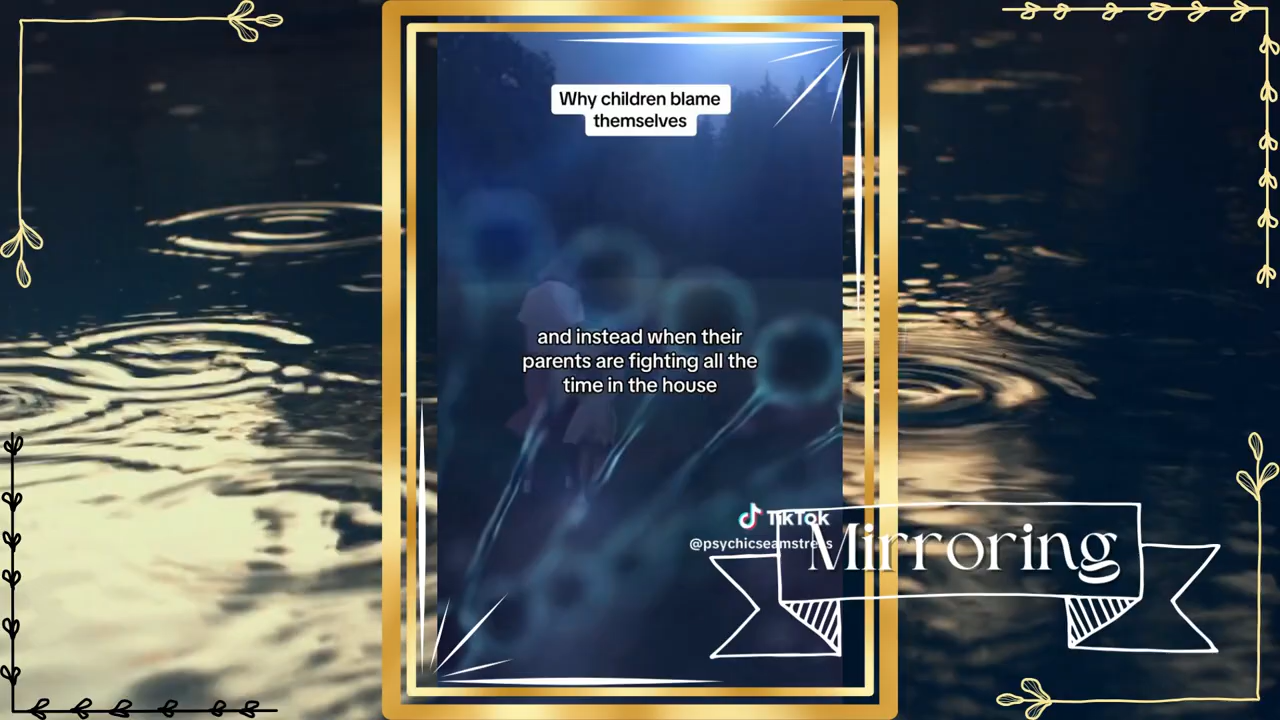 Why children blame
themselves
and instead when their
parents are fighting all the
time in the house
TikTok
@psychicseamstress
Mirroring